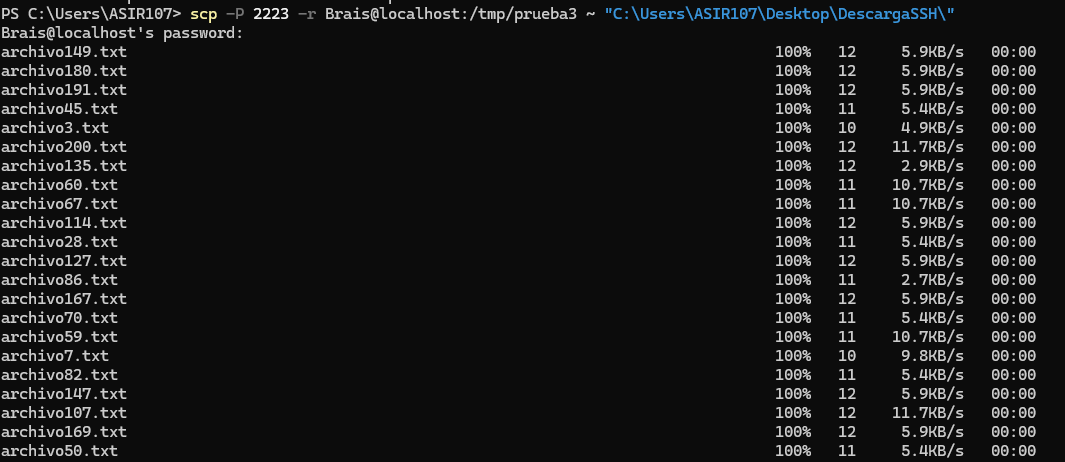 PS C:\Users\ASIR107> scp -P 2223 -r Brais@localhost:/tmp/prueba3 ~ "C:\Users\ASIR107\Desktop\DescargaSSH\"
Brais@localhost's password:
archivo149.txt 100% 12 5.9KB/s 00:00
archivo180.txt 100% 12 5.9KB/s 00:00
archivo191.txt 100% 12 5.9KB/s 00:00
archivo45.txt 100% 11 5.4KB/s 00:00
archivo3.txt 100% 10 4.9KB/s 00:00
archivo200.txt 100% 12 11.7KB/s 00:00
archivo135.txt 100% 12 2.9KB/s 00:00
archivo60.txt 100% 11 10.7KB/s 00:00
archivo67.txt 100% 11 10.7KB/s 00:00
archivo114.txt 100% 12 5.9KB/s 00:00
archivo28.txt 100% 11 5.4KB/s 00:00
archivo127.txt 100% 12 5.9KB/s 00:00
archivo86.txt 100% 11 2.7KB/s 00:00
archivo167.txt 100% 12 5.9KB/s 00:00
archivo70.txt 100% 11 5.4KB/s 00:00
archivo59.txt 100% 11 10.7KB/s 00:00
archivo7.txt 100% 10 9.8KB/s 00:00
archivo82.txt 100% 11 5.4KB/s 00:00
archivo147.txt 100% 12 5.9KB/s 00:00
archivo107.txt 100% 12 11.7KB/s 00:00
archivo169.txt 100% 12 5.9KB/s 00:00
archivo50.txt 100% 11 5.4KB/s 00:00